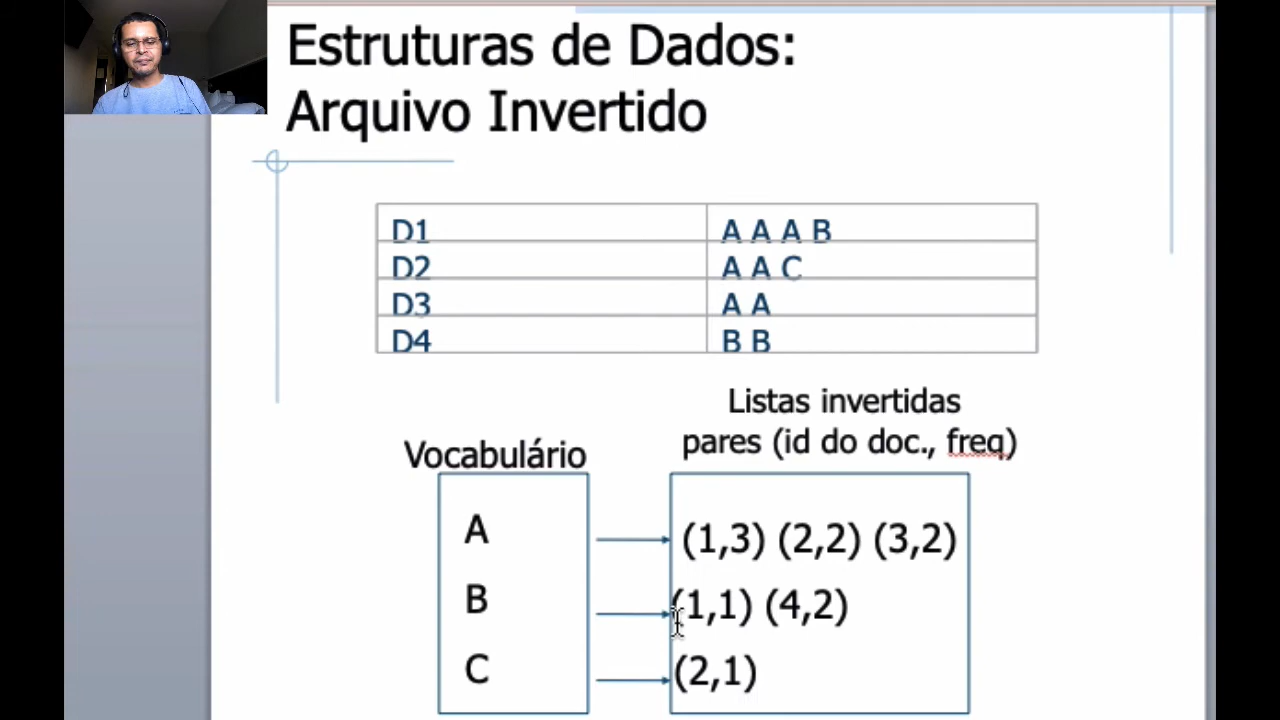 Estruturas de Dados:
Arquivo Invertido
D1 A A A B
D2 A A C
D3 A A
D4 B B
Vocabulário
Listas invertidas
pares (id do doc., freq)
A (1,3) (2,2) (3,2)
B (1,1) (4,2)
C (2,1)